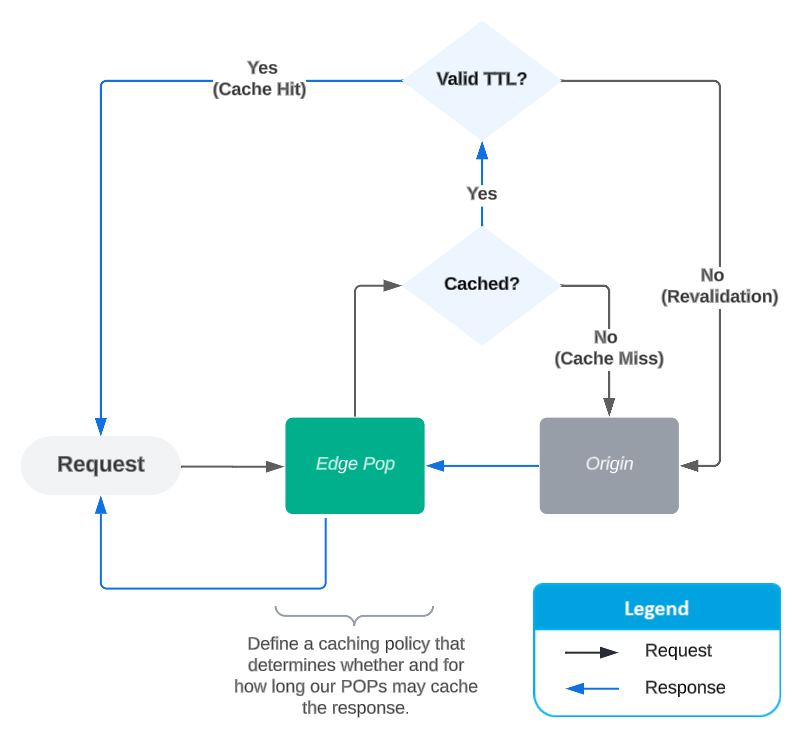 Valid TTL?
Yes
(Cache Hit)
Yes
Cached?
No
(Revalidation)
No
(Cache Miss)
Request
Edge Pop
Origin
Define a caching policy that
determines whether and for
how long our POPs may cache
the response.
Legend
Request
Response